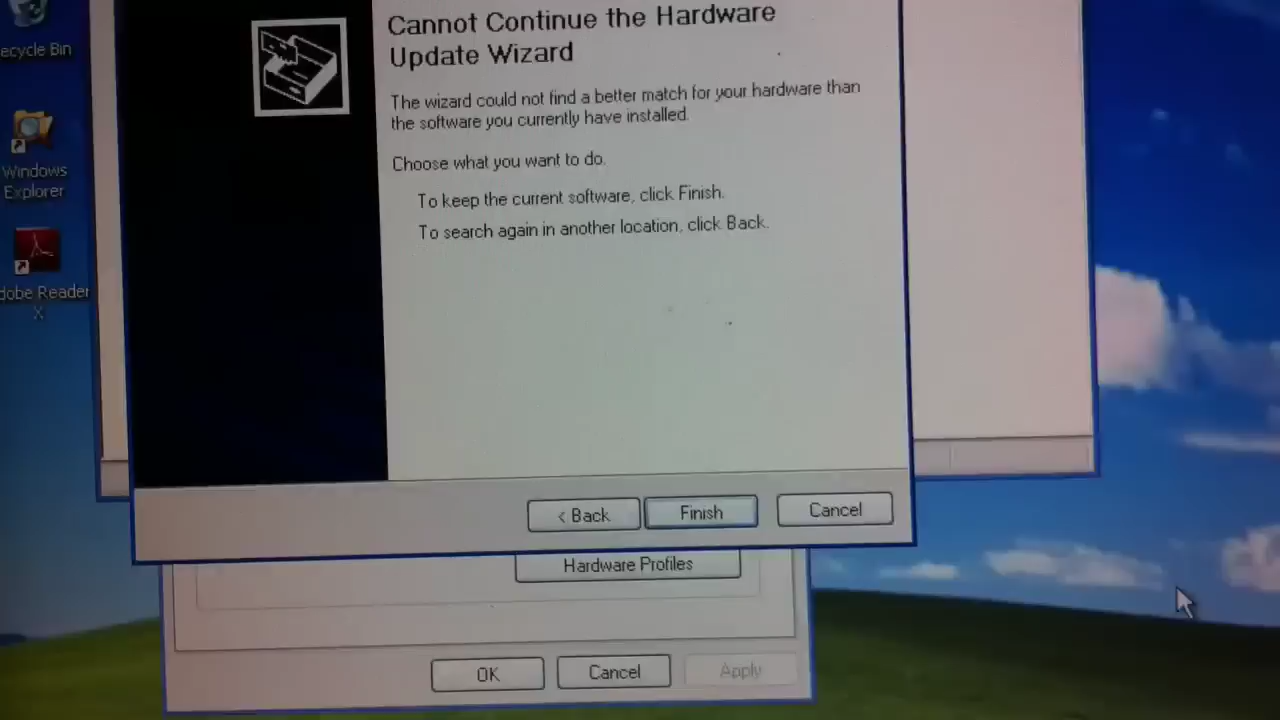 Cannot Continue the Hardware
Update Wizard
The wizard could not find a better match for your hardware than
the software you currently have installed.
Choose what you want to do.
To keep the current software, click Finish.
To search again in another location, click Back.
< Back
Finish
Cancel
Hardware Profiles
OK
Cancel
Apply
ecycle Bin
Windows
Explorer
dobe Reader
X